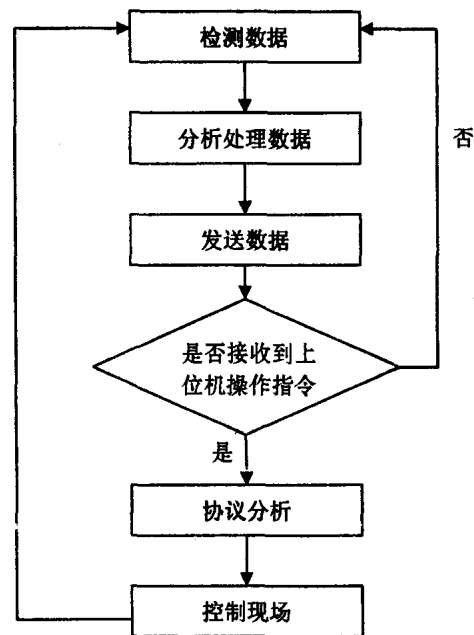 检测数据
分析处理数据
否
发送数据
是否接收到上
位机操作指令
是
协议分析
控制现场